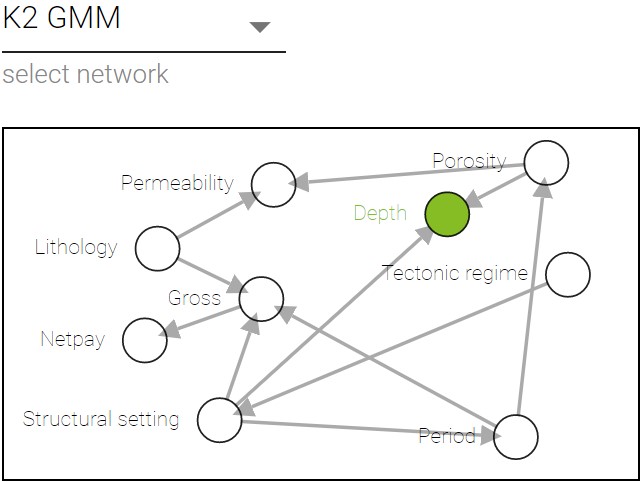 K2 GMM
select network
Porosity
Permeability
Depth
Lithology
Tectonic regime
Gross
Netpay
Structural setting
Period